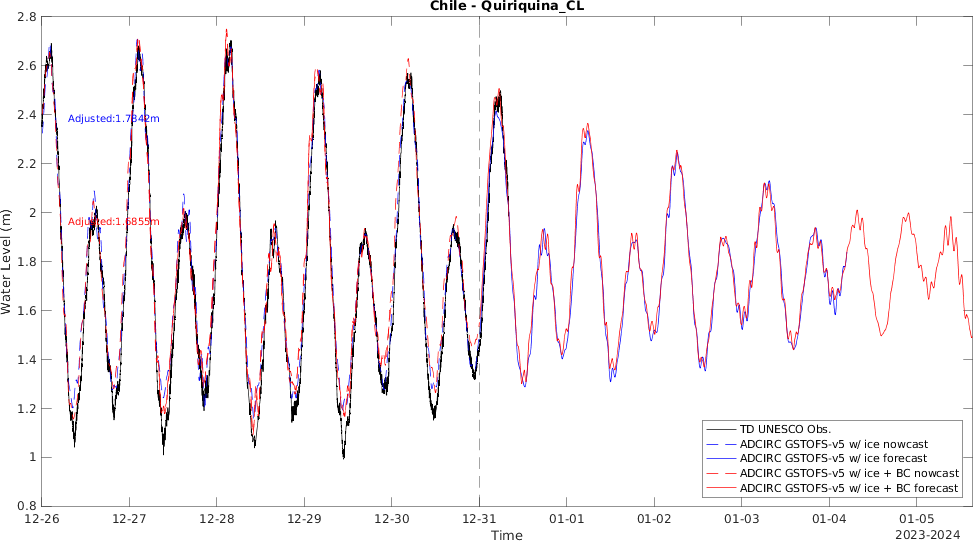 Chile - Quiriquina_CL
2.8
2.6
2.4
2.2
2
1.8
1.6
1.4
1.2
1
0.8
Water Level (m)
Adjusted:1.7842m
Adjusted:1.6855m
TD UNESCO Obs.
ADCIRC GSTOFS-v5 w/ ice nowcast
ADCIRC GSTOFS-v5 w/ ice forecast
ADCIRC GSTOFS-v5 w/ ice + BC nowcast
ADCIRC GSTOFS-v5 w/ ice + BC forecast
12-26 12-27 12-28 12-29 12-30 12-31 01-01 01-02 01-03 01-04 01-05
Time
2023-2024